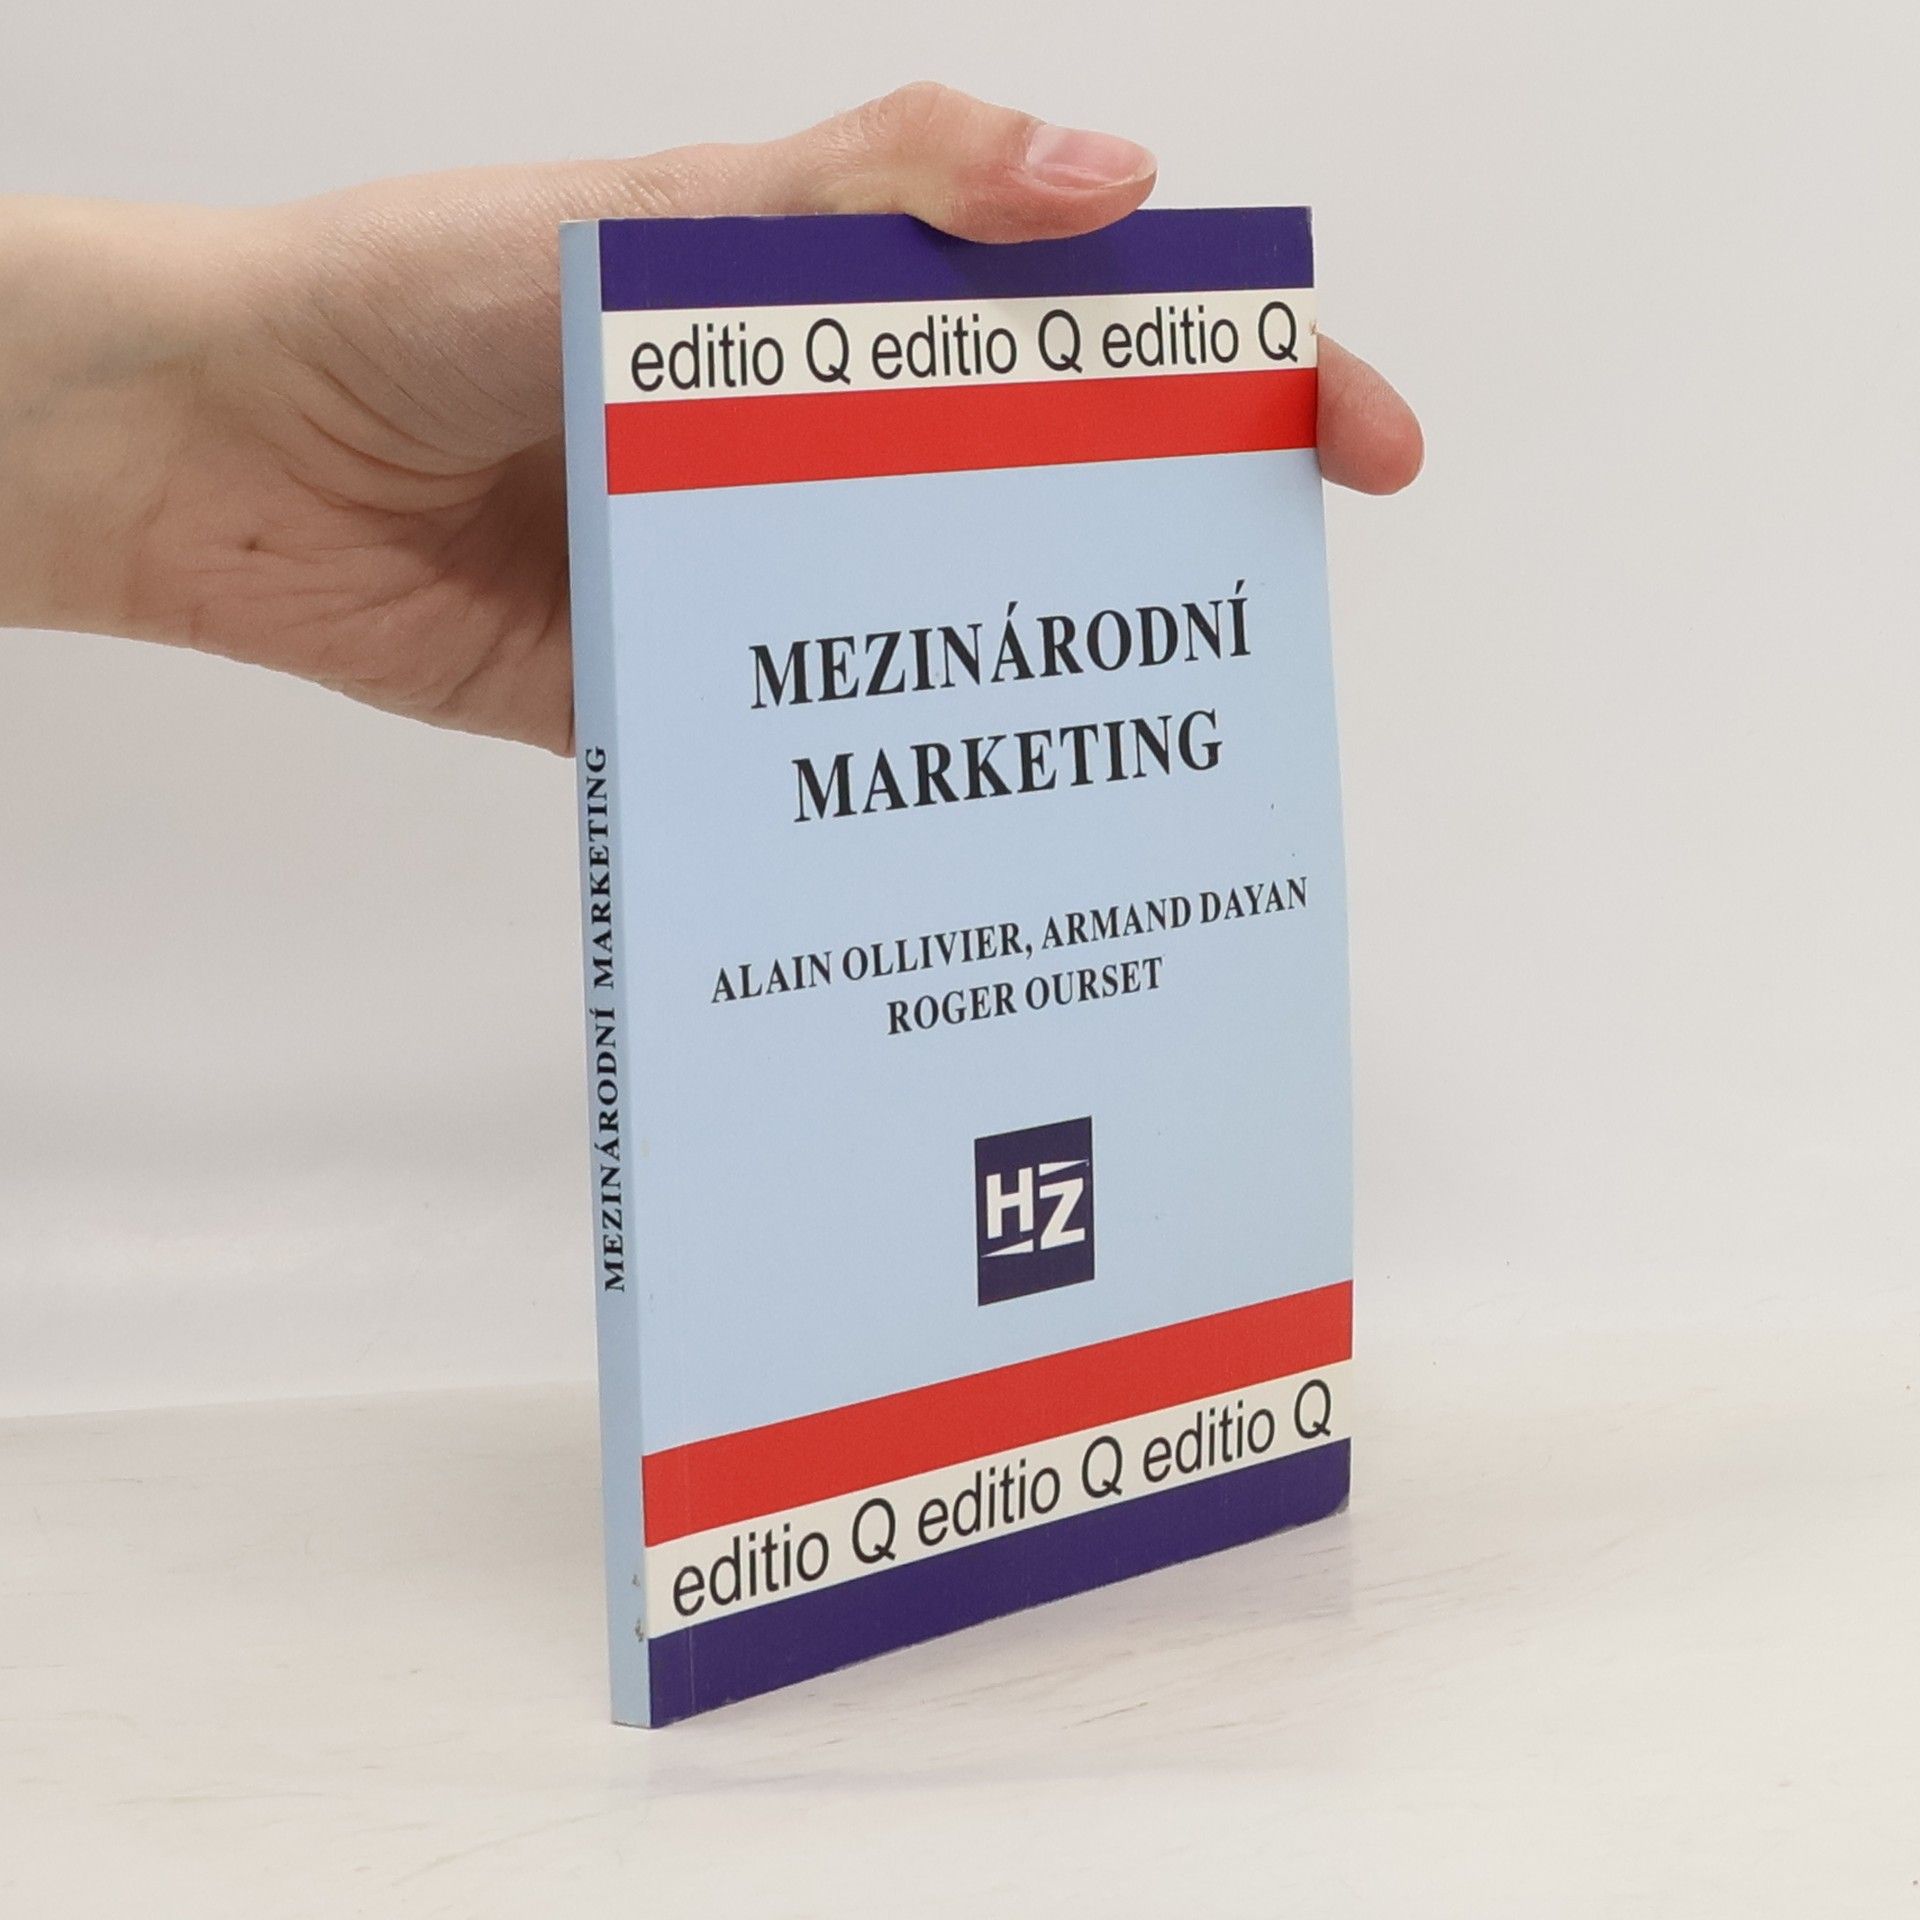 editio Q editio Q editio Q
MEZINÁRODNÍ
MARKETING
ALAIN OLLIVIER, ARMAND DAYAN
ROGER OURSET
HZ
editio Q editio Q editio Q
MEZINÁRODNÍ MARKETING